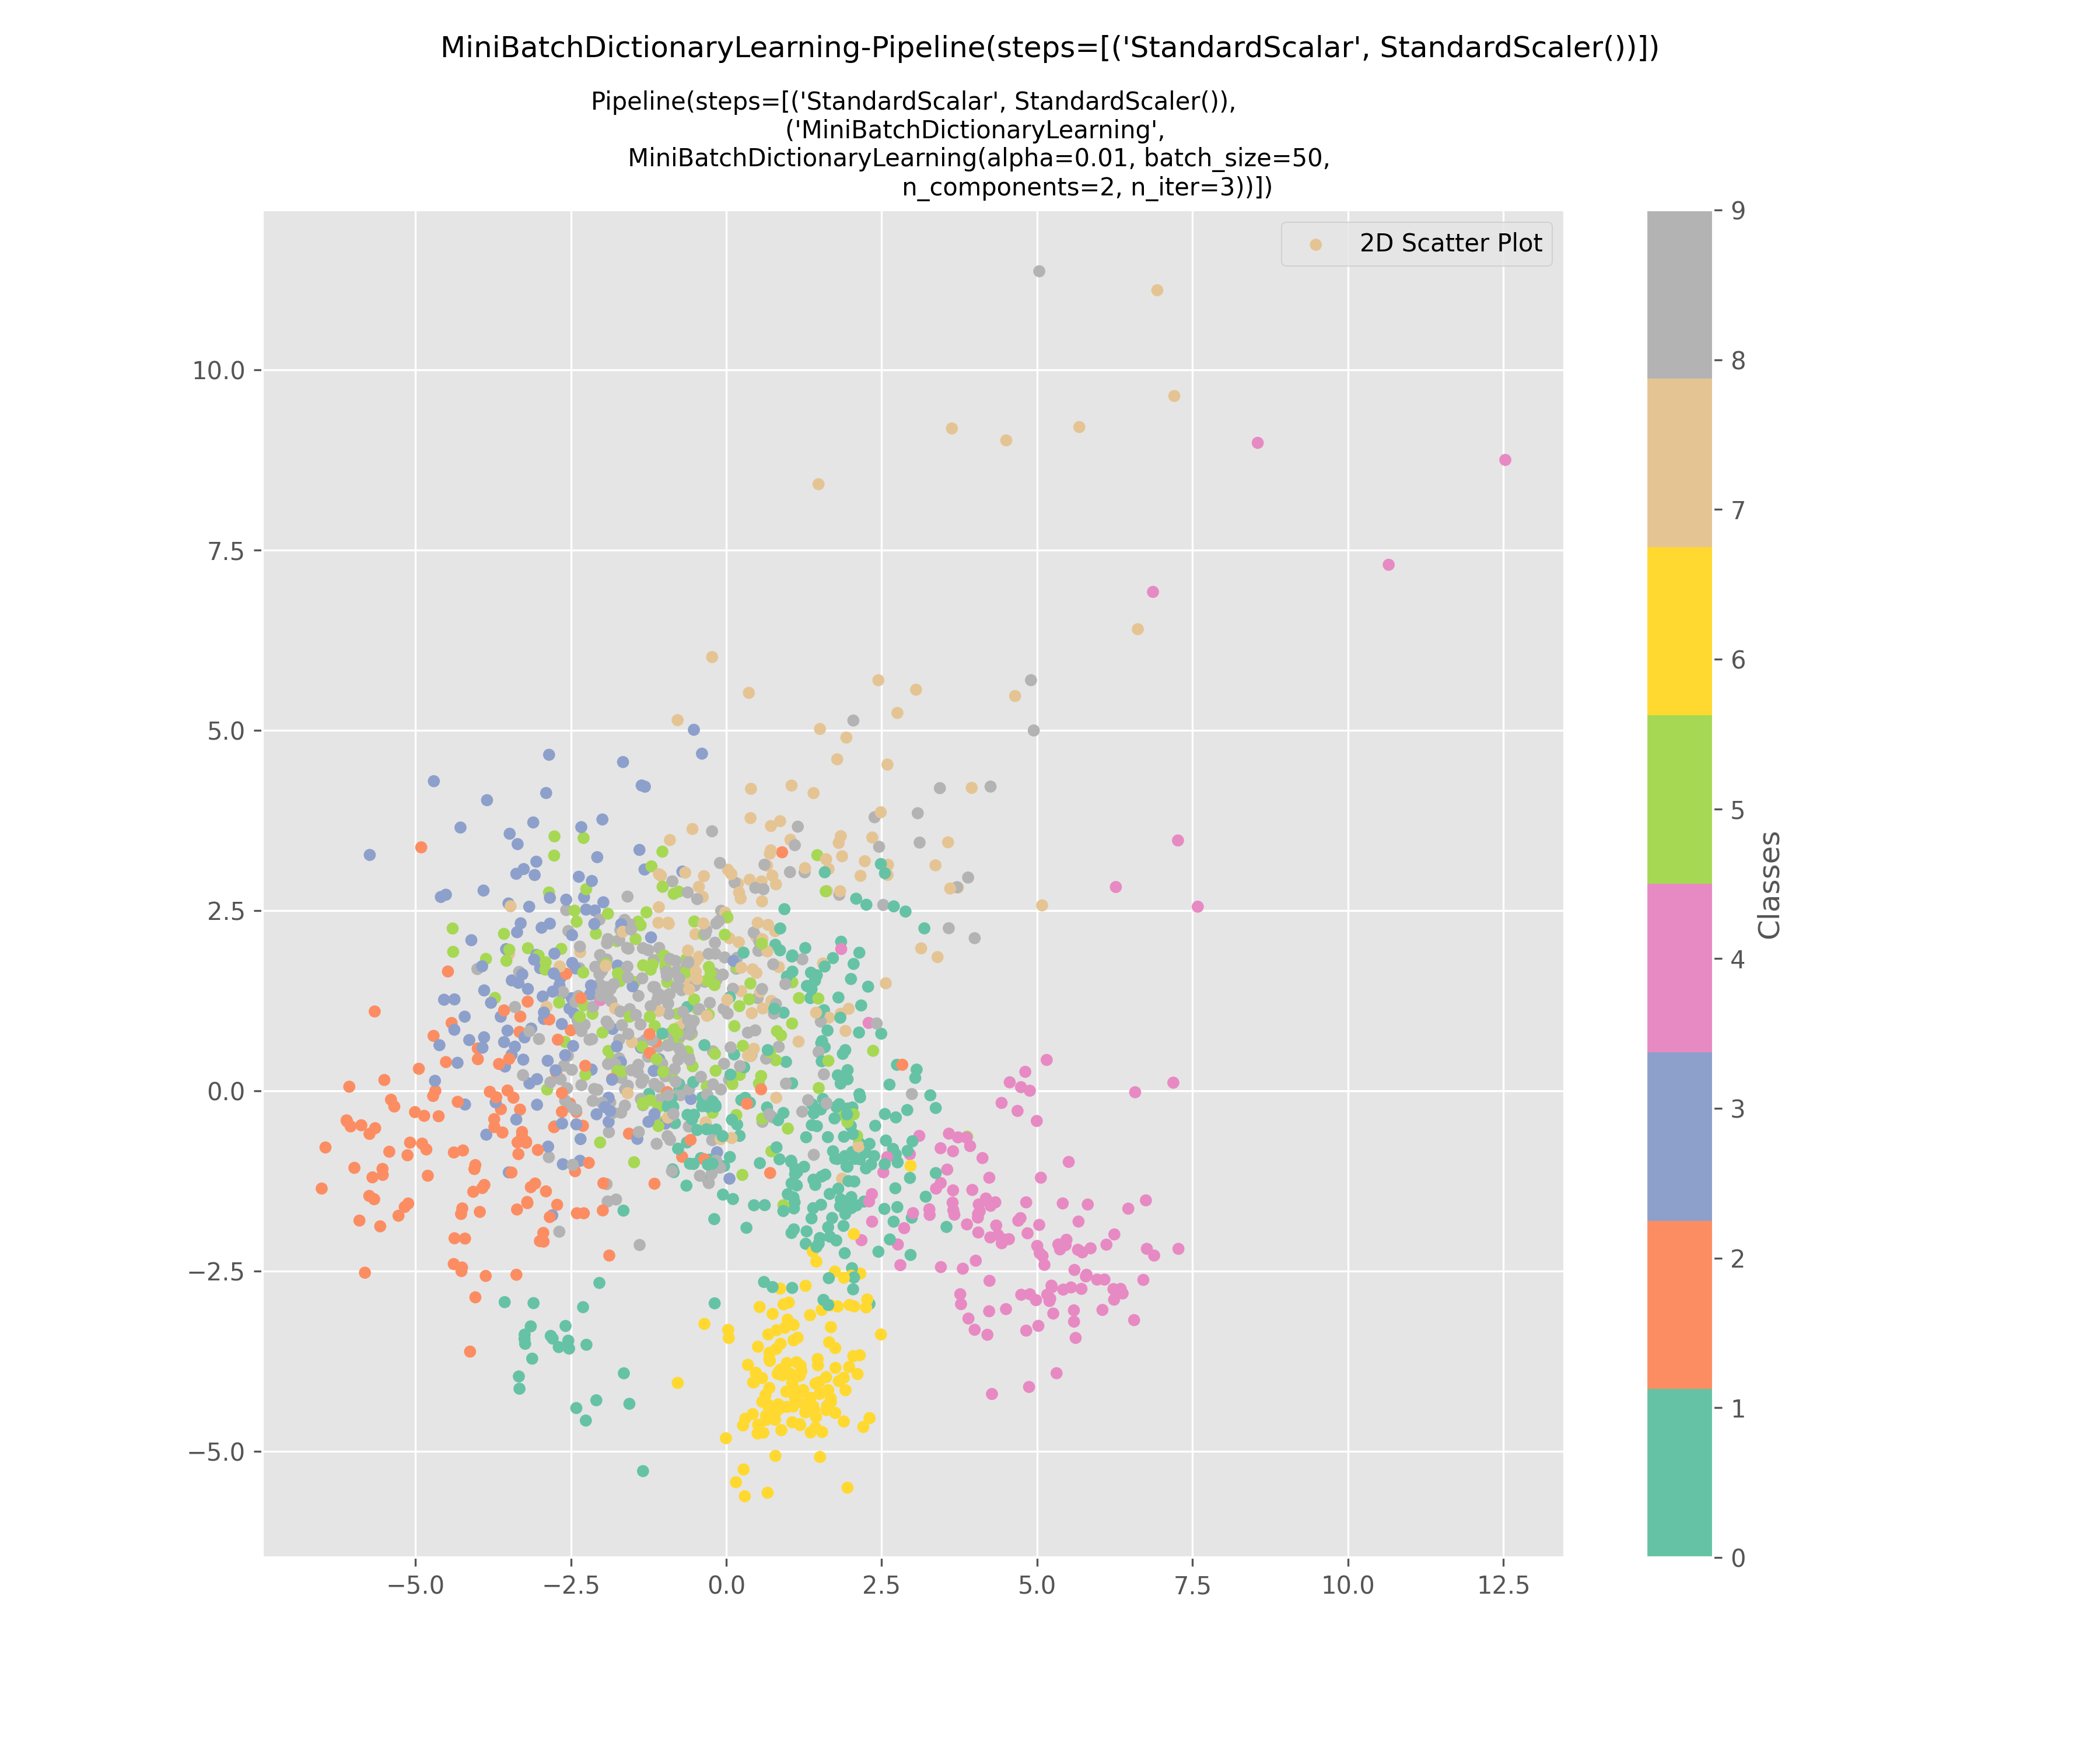 MiniBatchDictionaryLearning-Pipeline(steps=[('StandardScalar', StandardScaler())])
Pipeline(steps=[('StandardScalar', StandardScaler()),
('MiniBatchDictionaryLearning',
MiniBatchDictionaryLearning(alpha=0.01, batch_size=50,
n_components=2, n_iter=3))])
2D Scatter Plot
10.0
7.5
5.0
2.5
0.0
−2.5
−5.0
−5.0 −2.5 0.0 2.5 5.0 7.5 10.0 12.5
9
8
7
6
5
4
3
2
1
0
Classes